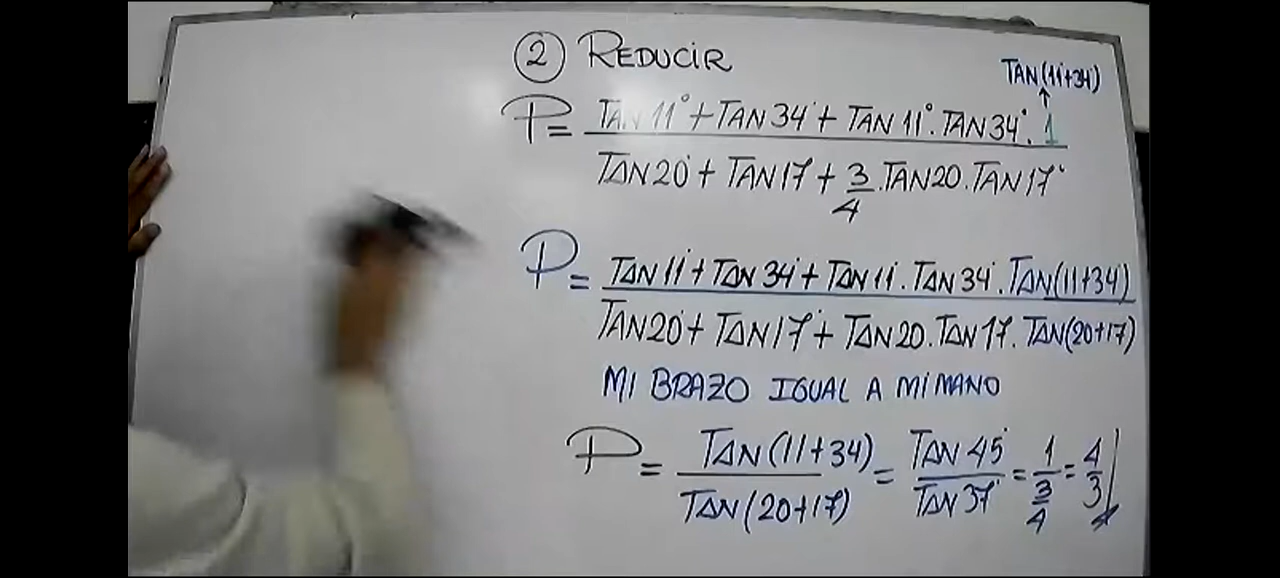 ② REDUCIR
TAN(11+34)
↑
P = (TAN 11° + TAN 34° + TAN 11° . TAN 34° . 1) / (TAN 20° + TAN 17° + 3/4 . TAN 20 . TAN 17°)
P = (TAN 11° + TAN 34° + TAN 11° . TAN 34° . TAN(11+34)) / (TAN 20° + TAN 17° + TAN 20 . TAN 17 . TAN(20+17))
MI BRAZO IGUAL A MI MANO
P = TAN(11+34) / TAN(20+17) = TAN 45° / TAN 37° = 1 / (3/4) = 4/3